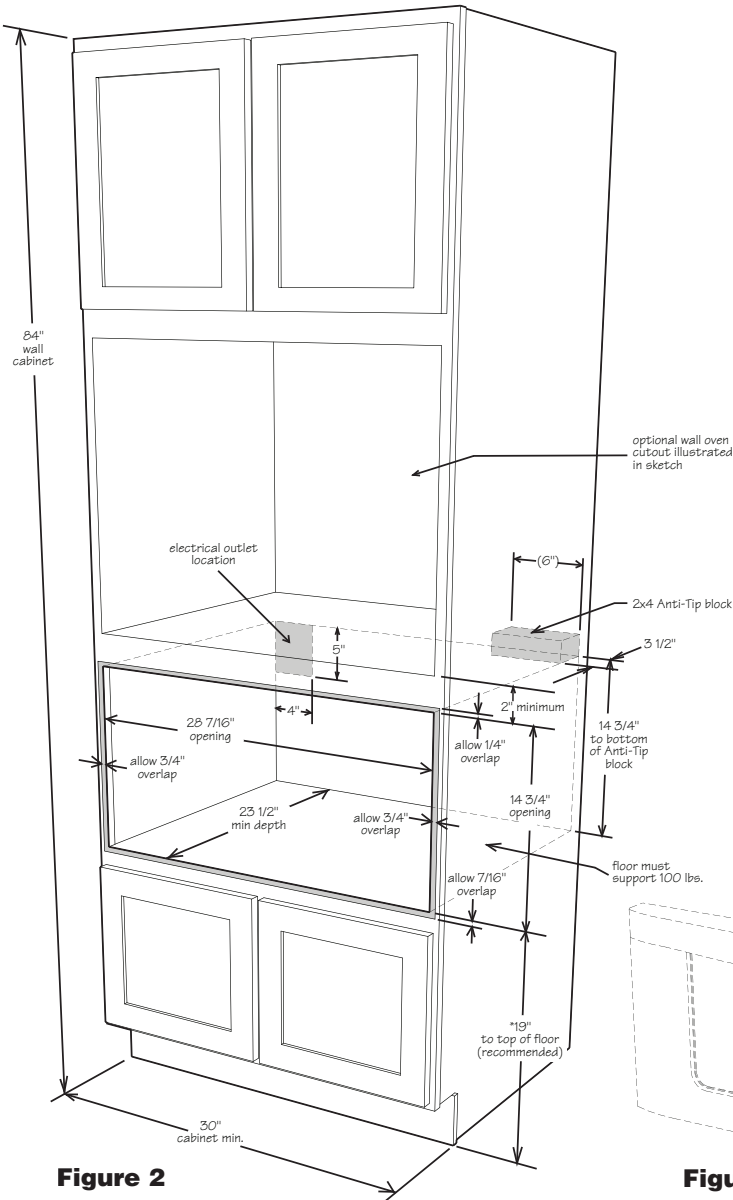 84"
wall
cabinet
optional wall oven
cutout illustrated
in sketch
electrical outlet
location
(6")
2x4 Anti-Tip block
3 1/2"
5"
4"
2" minimum
28 7/16"
opening
allow 1/4"
overlap
14 3/4"
to bottom
of Anti-Tip
block
allow 3/4"
overlap
14 3/4"
opening
23 1/2"
min depth
allow 3/4"
overlap
floor must
support 100 lbs.
allow 7/16"
overlap
*19"
to top of floor
(recommended)
30"
cabinet min.
Figure 2
Figu